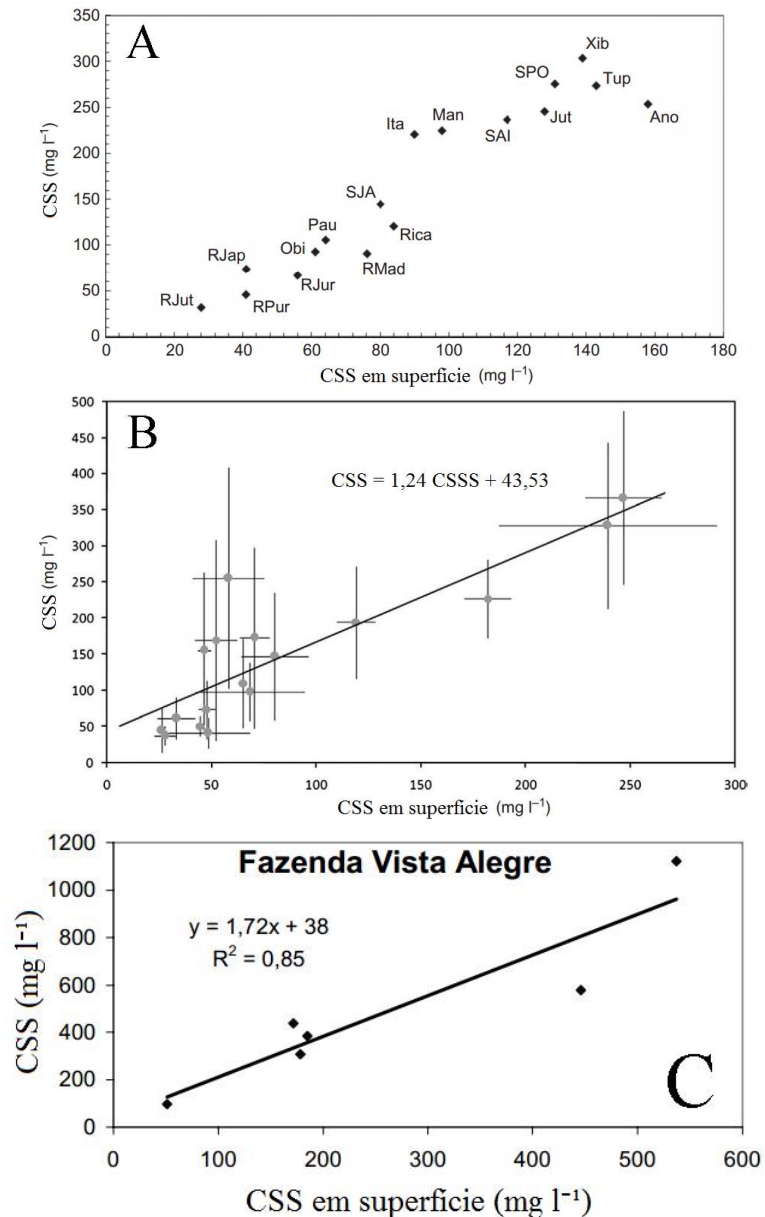 A
350
300
250
200
150
100
50
0
CSS (mg l⁻¹)
Xib
SPO
Tup
Ano
Jut
SAI
Man
Ita
SJA
Rica
Pau
Obi
RMad
RJur
RJap
RPur
RJut
0 20 40 60 80 100 120 140 160 180
CSS em superfície (mg l⁻¹)
B
500
450
400
350
300
250
200
150
100
50
0
CSS (mg l⁻¹)
CSS = 1,24 CSSS + 43,53
0 50 100 150 200 250 300
CSS em superfície (mg l⁻¹)
Fazenda Vista Alegre
1200
1000
800
600
400
200
0
CSS (mg l⁻¹)
y = 1,72x + 38
R² = 0,85
C
0 100 200 300 400 500 600
CSS em superfície (mg l⁻¹)